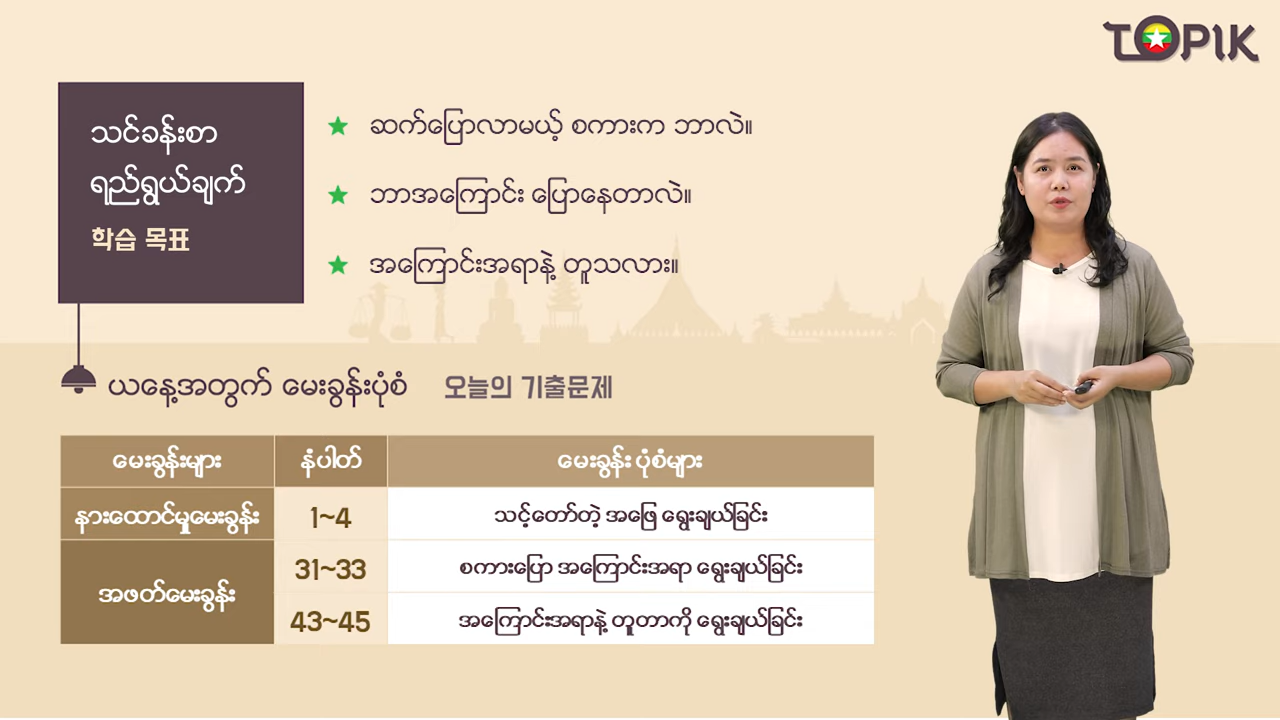 TOPIK
သင်ခန်းစာ
ရည်ရွယ်ချက်
학습 목표
ဆက်ပြောလာမယ့် စကားက ဘာလဲ။
ဘာအကြောင်း ပြောနေတာလဲ။
အကြောင်းအရာနဲ့ တူသလား။
ယနေ့အတွက် မေးခွန်းပုံစံ 오늘의 기출문제
မေးခွန်းများ နံပါတ် မေးခွန်း ပုံစံများ
နားထောင်မှုမေးခွန်း 1~4 သင့်တော်တဲ့ အဖြေ ရွေးချယ်ခြင်း
အဖတ်မေးခွန်း 31~33 စကားပြော အကြောင်းအရာ ရွေးချယ်ခြင်း
43~45 အကြောင်းအရာနဲ့ တူတာကို ရွေးချယ်ခြင်း